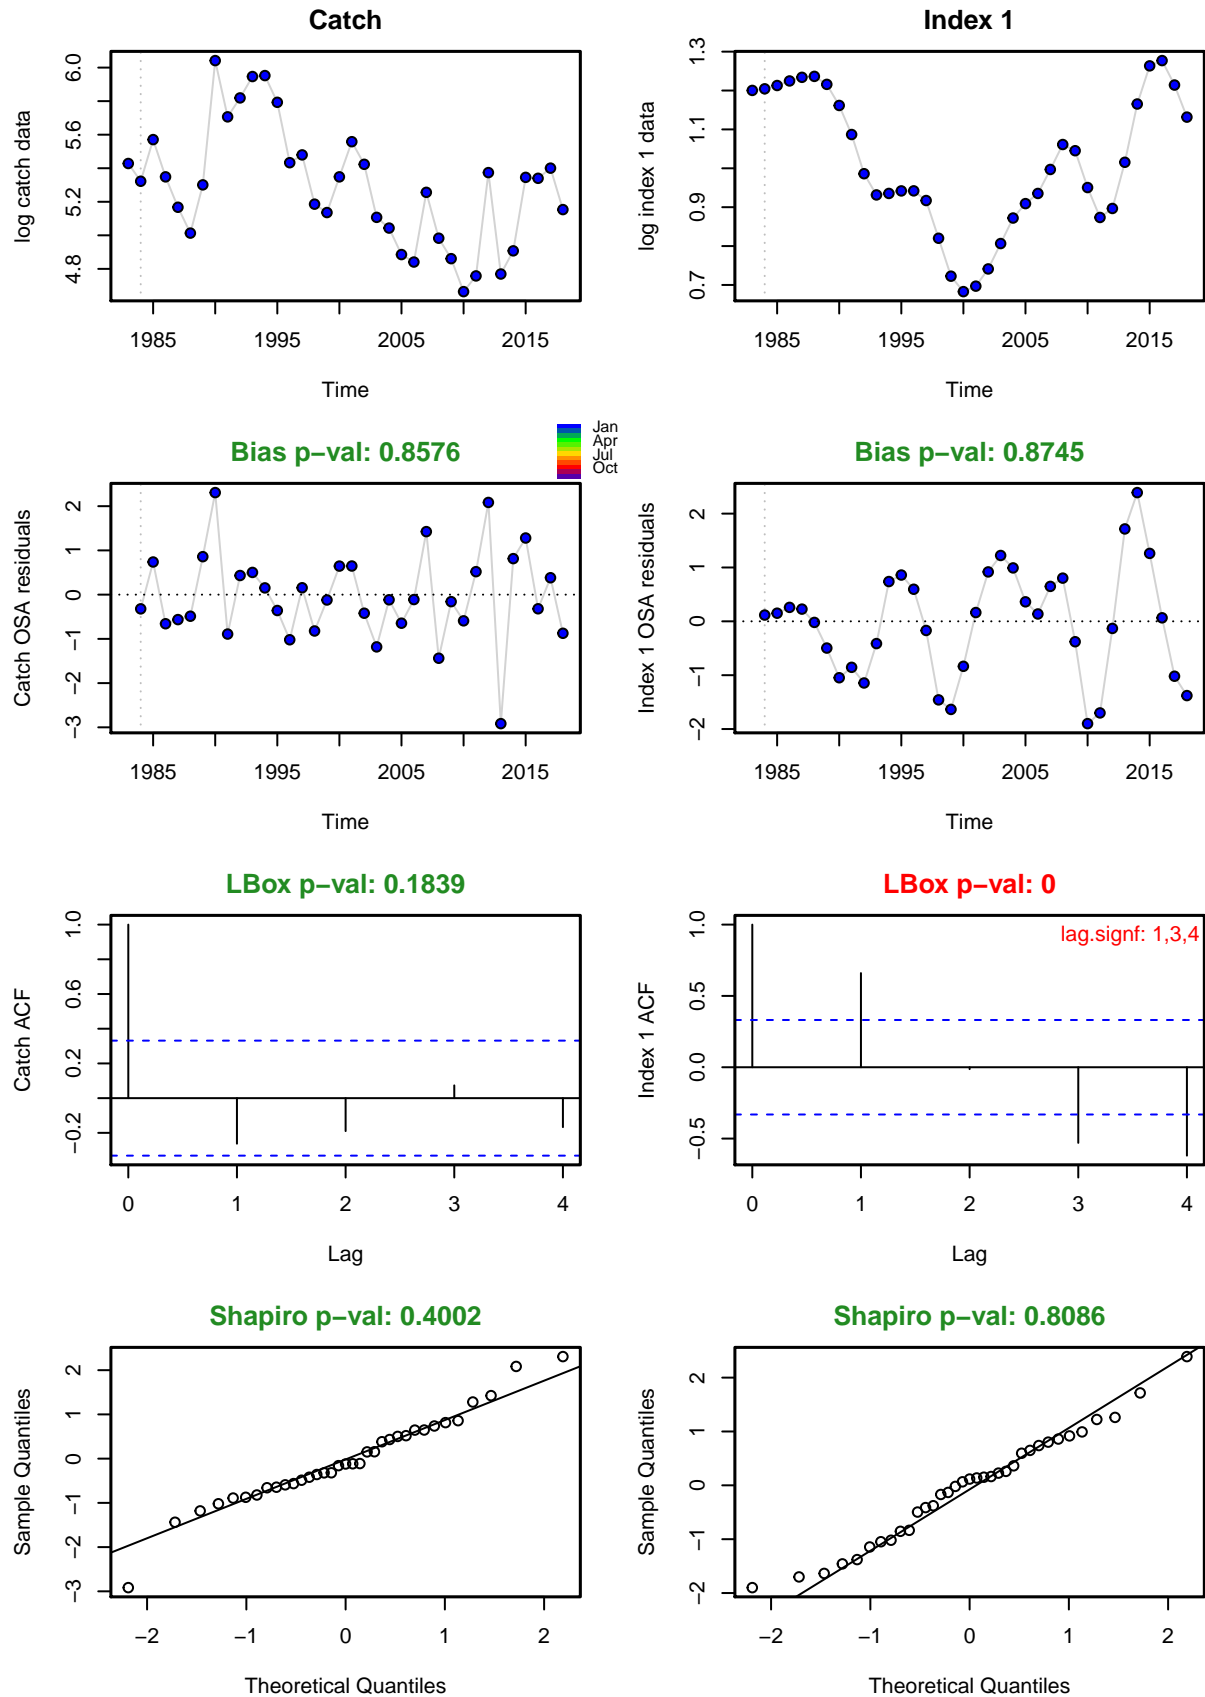 Catch
log catch data
6.0
5.6
5.2
4.8
1985 1995 2005 2015
Time
Index 1
log index 1 data
1.3
1.1
0.9
0.7
1985 1995 2005 2015
Time
Jan
Apr
Jul
Oct
Bias p−val: 0.8576
Catch OSA residuals
2
1
0
−1
−2
−3
1985 1995 2005 2015
Time
Bias p−val: 0.8745
Index 1 OSA residuals
2
1
0
−1
−2
1985 1995 2005 2015
Time
LBox p−val: 0.1839
Catch ACF
1.0
0.6
0.2
−0.2
0 1 2 3 4
Lag
LBox p−val: 0
lag.signf: 1,3,4
Index 1 ACF
1.0
0.5
0.0
−0.5
0 1 2 3 4
Lag
Shapiro p−val: 0.4002
Sample Quantiles
2
1
0
−1
−2
−3
−2 −1 0 1 2
Theoretical Quantiles
Shapiro p−val: 0.8086
Sample Quantiles
2
1
0
−1
−2
−2 −1 0 1 2
Theoretical Quantiles